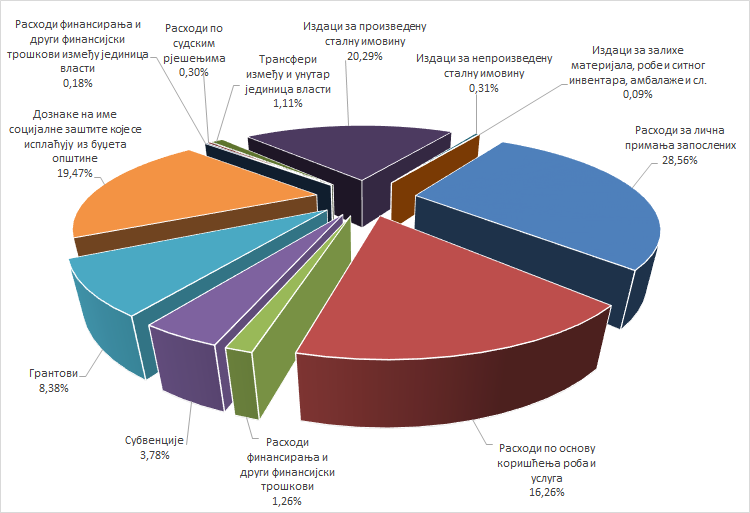 Расходи финансирања и
други финансијски
трошкови између јединица
власти
0,18%
Расходи по
судским
рјешењима
0,30%
Трансфери
између и унутар
јединица власти
1,11%
Издаци за произведену
сталну имовину
20,29%
Издаци за непроизведену
сталну имовину
0,31%
Издаци за залихе
материјала, робе и ситног
инвентара, амбалаже и сл.
0,09%
Расходи за лична
примања запослених
28,56%
Дознаке на име
социјалне заштите које се
исплаћују из буџета
општине
19,47%
Грантови
8,38%
Субвенције
3,78%
Расходи
финансирања и
други финансијски
трошкови
1,26%
Расходи по основу
коришћења роба и
услуга
16,26%